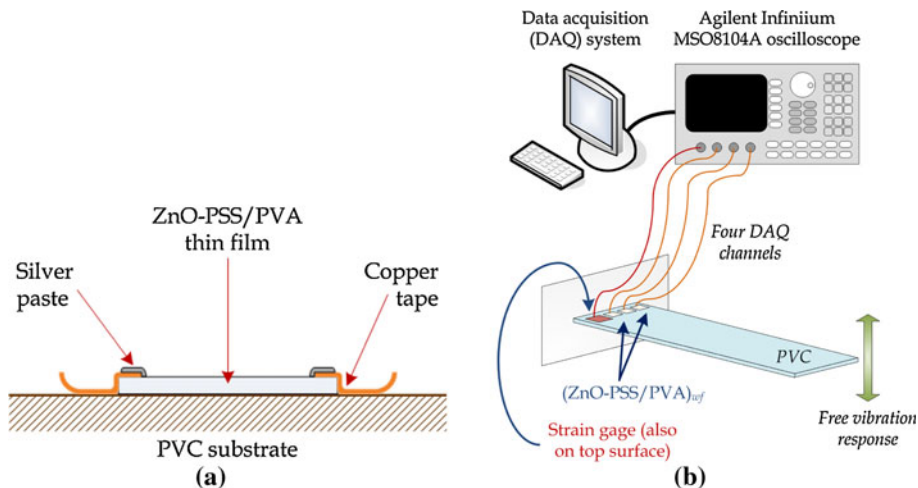 ZnO-PSS/PVA
thin film
Silver
paste
Copper
tape
PVC substrate
(a)
Data acquisition
(DAQ) system
Agilent Infiniium
MSO8104A oscilloscope
Four DAQ
channels
PVC
(ZnO-PSS/PVA)wf
Strain gage (also
on top surface)
Free vibration
response
(b)